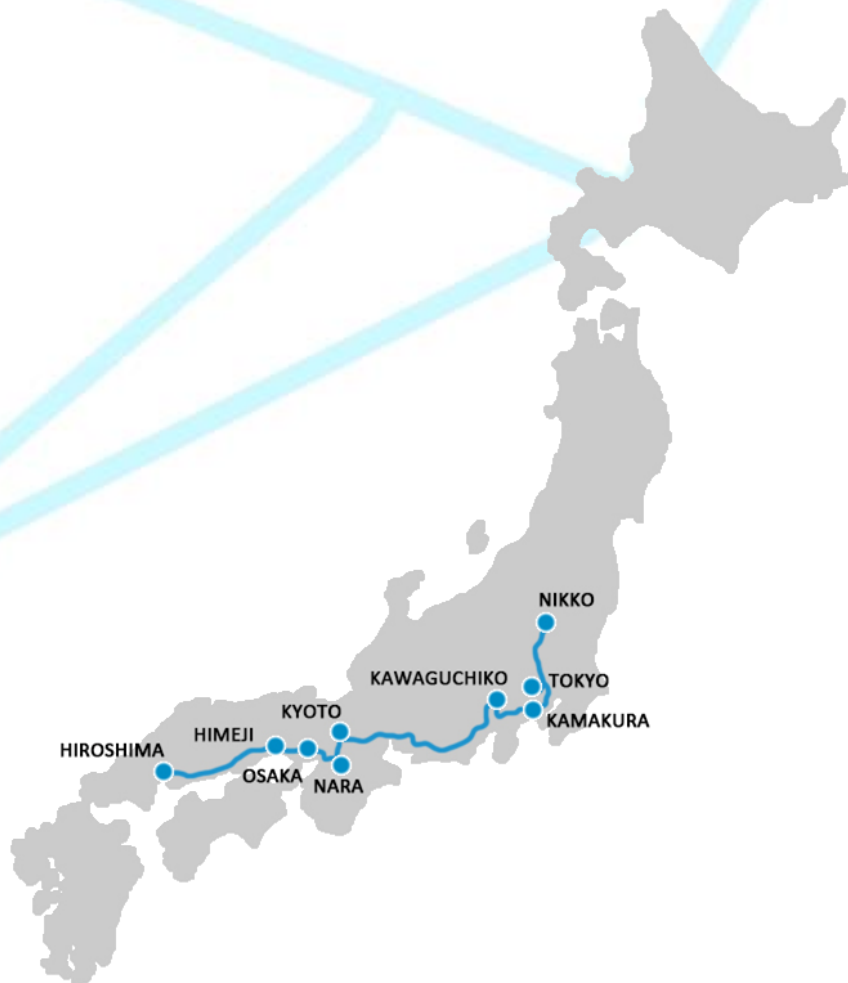 NIKKO
KAWAGUCHIKO
TOKYO
KYOTO
KAMAKURA
HIMEJI
HIROSHIMA
OSAKA
NARA